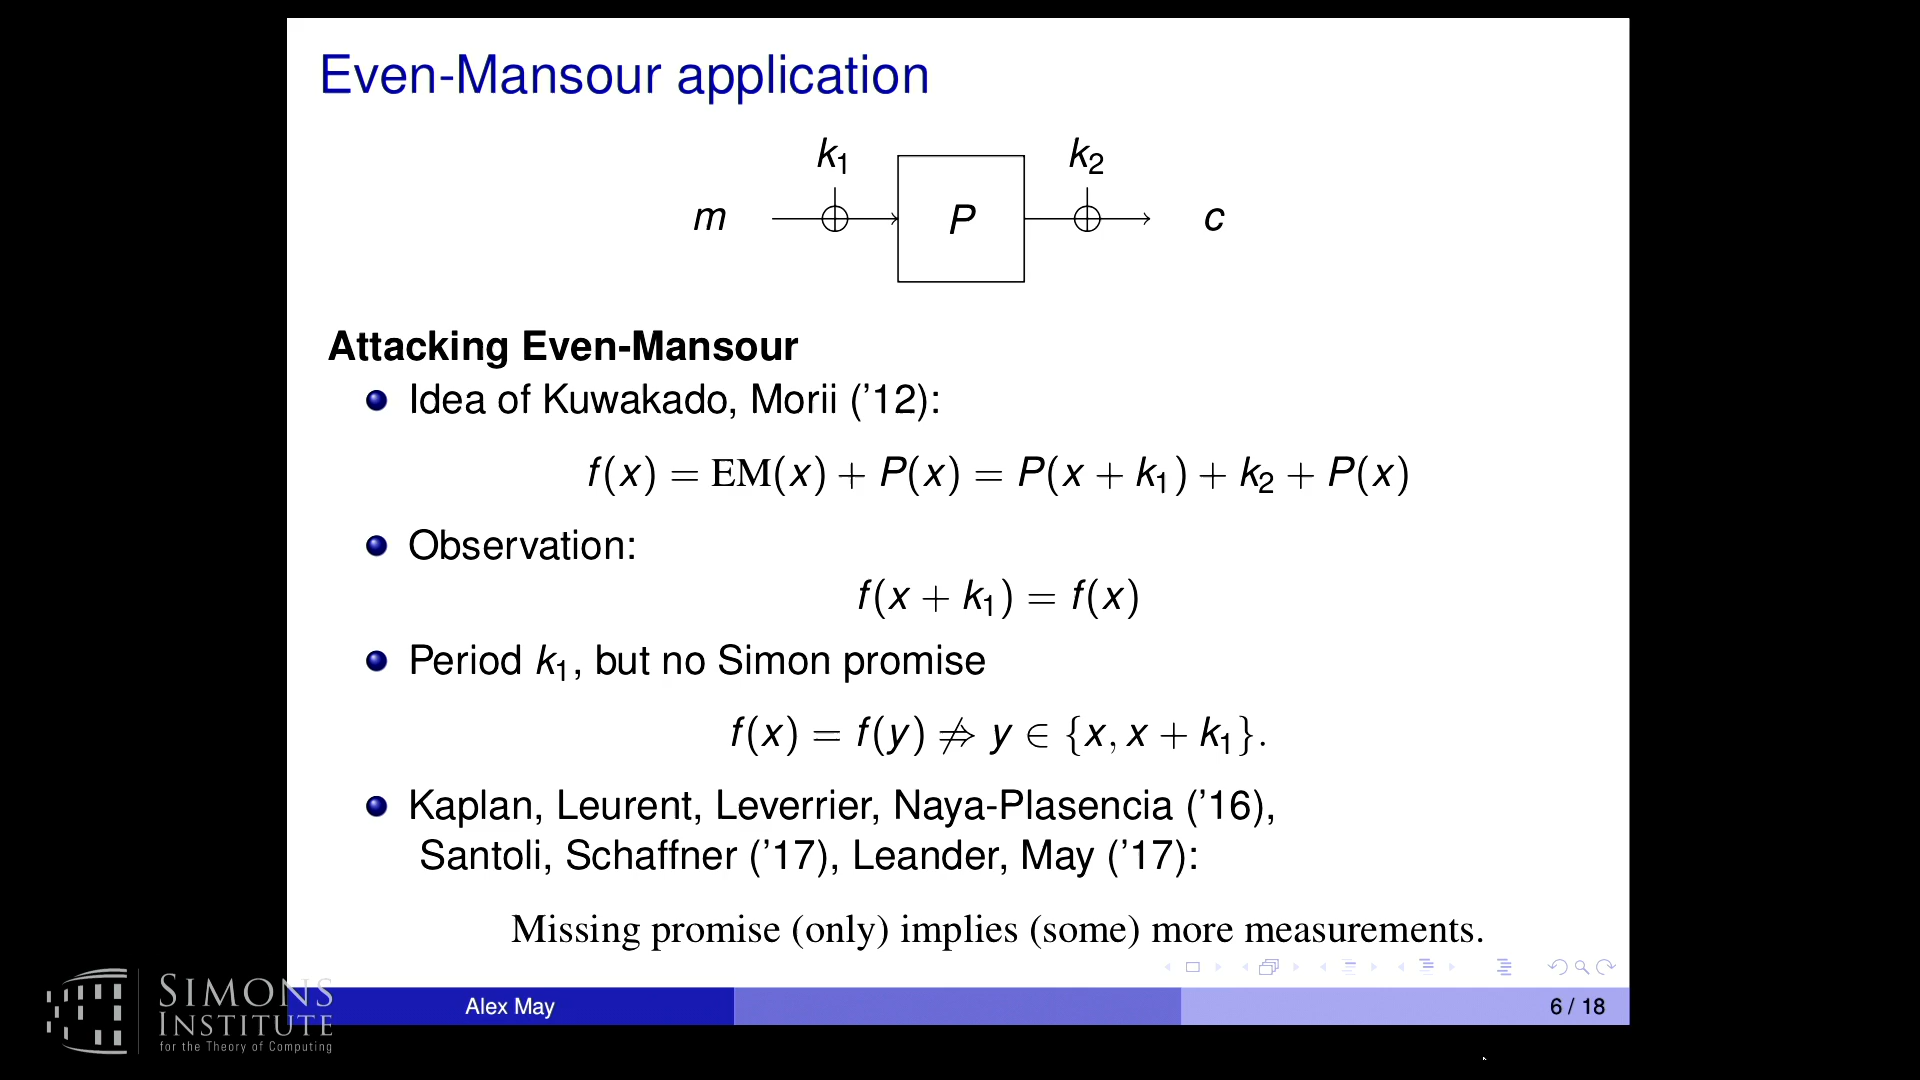 Even-Mansour application
k₁ k₂
m P c
Attacking Even-Mansour
Idea of Kuwakado, Morii (’12):
f(x) = EM(x) + P(x) = P(x + k₁) + k₂ + P(x)
Observation:
f(x + k₁) = f(x)
Period k₁, but no Simon promise
f(x) = f(y) ⇏ y ∈ {x, x + k₁}.
Kaplan, Leurent, Leverrier, Naya-Plasencia (’16),
Santoli, Schaffner (’17), Leander, May (’17):
Missing promise (only) implies (some) more measurements.
Alex May 6 / 18
SIMONS
INSTITUTE
for the Theory of Computing